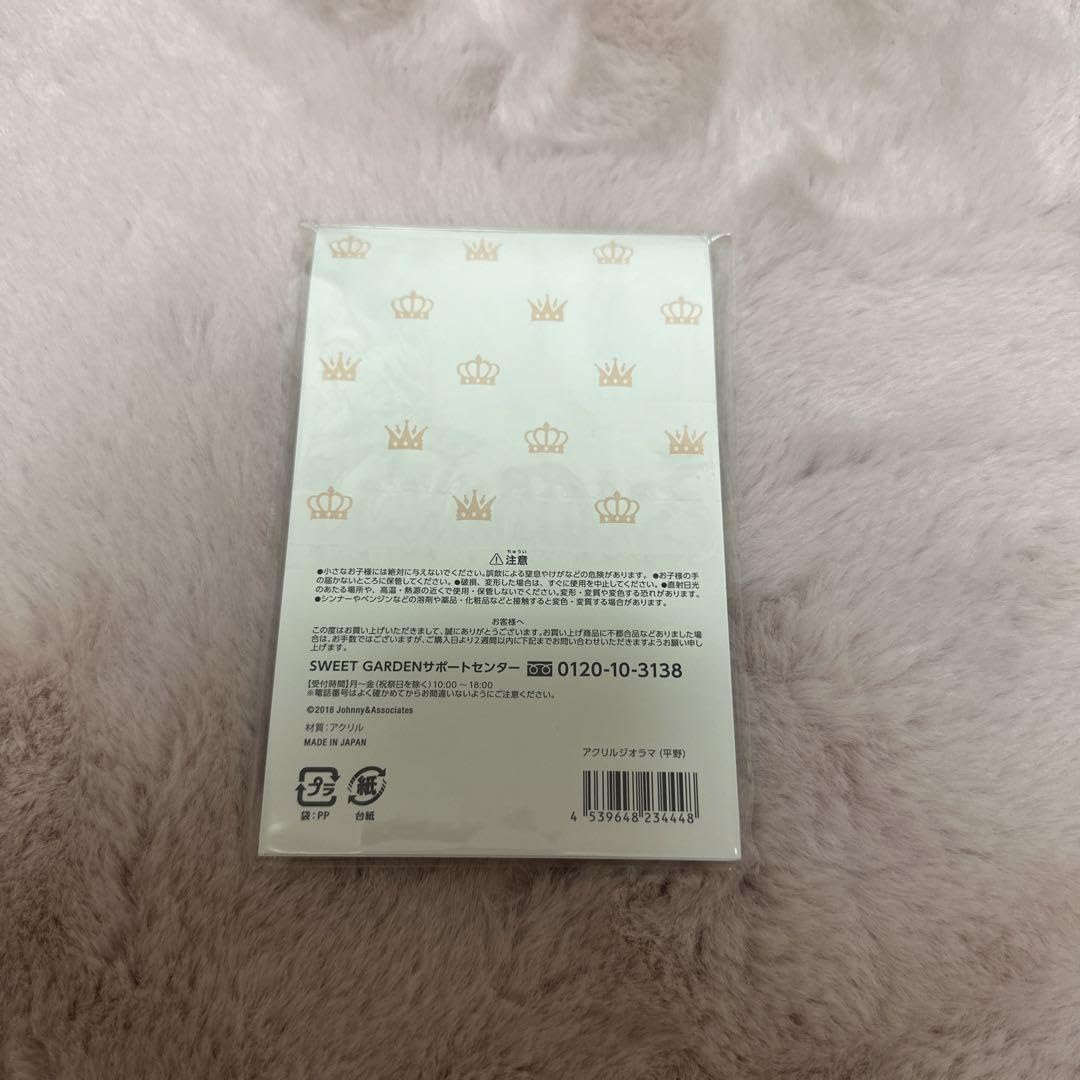 ちゅうい
注意
●小さなお子様には絶対に与えないでください。誤飲による窒息やけがなどの危険があります。 ●お子様の手
の届かないところに保管してください。●破損、変形した場合は、すぐに使用を中止してください。●直射日光
のあたる場所や、高温・熱源の近くで使用・保管しないでください。変形・変質や変色する恐れがあります。
●シンナーやベンジンなどの溶剤や薬品・化粧品などと接触すると変色・変質する場合があります。
お客様へ
この度はお買い上げいただきまして、誠にありがとうございます。お買い上げ商品に不都合品などありました場
合は、お手数ではございますが、ご購入日より2週間以内に下記までお問い合わせいただきますようお願い申し
上げます。
SWEET GARDENサポートセンター 0120-10-3138
【受付時間】月～金(祝祭日を除く)10:00～18:00
※電話番号はよく確かめてからお間違いないようにご注意ください。
©2018 Johnny&Associates
材質:アクリル
MADE IN JAPAN
アクリルジオラマ (平野)
プラ
紙
袋:PP
台紙
4 539648 234448